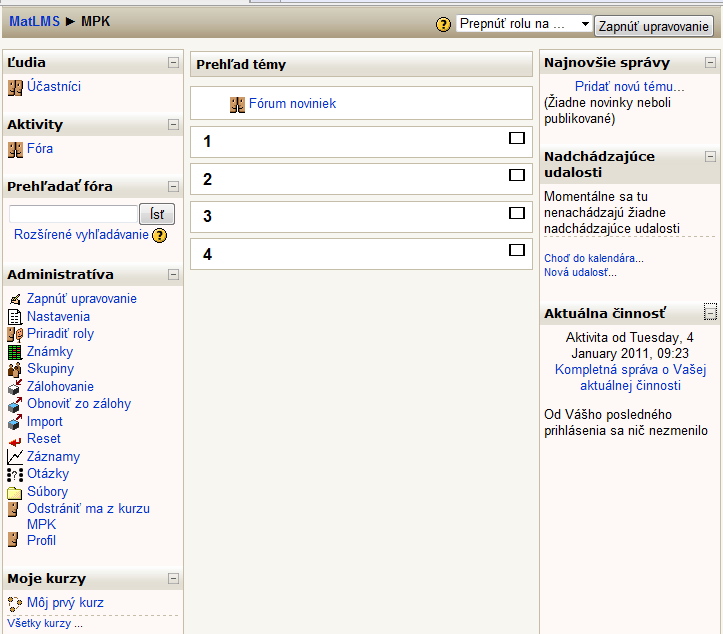 MatLMS ► MPK
Prepnúť rolu na ...
Zapnúť upravovanie
Ľudia
Účastníci
Aktivity
Fóra
Prehľadať fóra
Ísť
Rozšírené vyhľadávanie
Administratíva
Zapnúť upravovanie
Nastavenia
Priradiť roly
Známky
Skupiny
Zálohovanie
Obnoviť zo zálohy
Import
Reset
Záznamy
Otázky
Súbory
Odstrániť ma z kurzu
MPK
Profil
Moje kurzy
Môj prvý kurz
Všetky kurzy ...
Prehľad témy
Fórum noviniek
1
2
3
4
Najnovšie správy
Pridať novú tému...
(Žiadne novinky neboli
publikované)
Nadchádzajúce
udalosti
Momentálne sa tu
nenachádzajú žiadne
nadchádzajúce udalosti
Choď do kalendára...
Nová udalosť...
Aktuálna činnosť
Aktivita od Tuesday, 4
January 2011, 09:23
Kompletná správa o Vašej
aktuálnej činnosti
Od Vášho posledného
prihlásenia sa nič nezmenilo